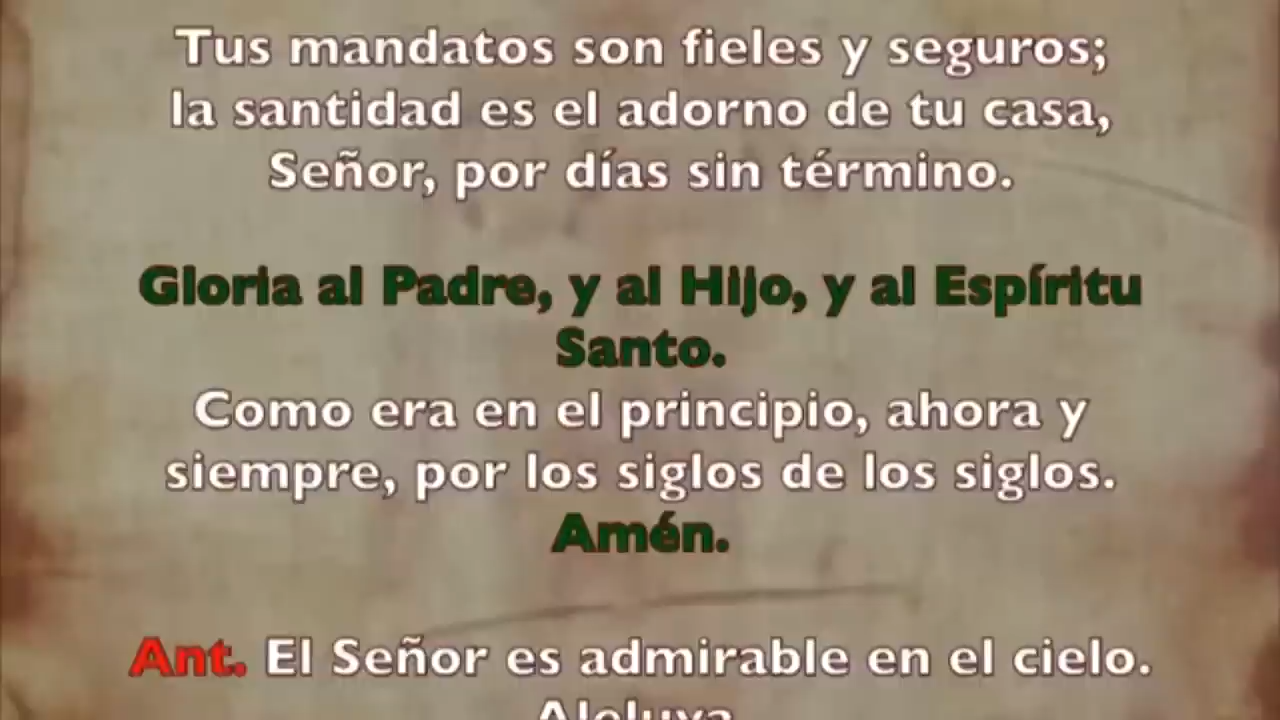 Tus mandatos son fieles y seguros;
la santidad es el adorno de tu casa,
Señor, por días sin término.
Gloria al Padre, y al Hijo, y al Espíritu
Santo.
Como era en el principio, ahora y
siempre, por los siglos de los siglos.
Amén.
Ant. El Señor es admirable en el cielo.
Aleluya